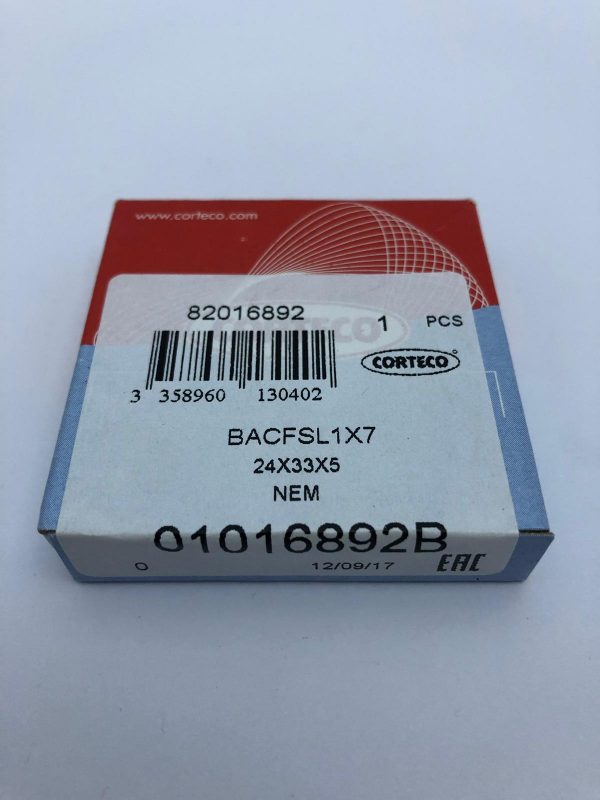 www.corteco.com
82016892
CORTECO
1 PCS
CORTECO
3 358960 130402
BACFSL1X7
24X33X5
NEM
01016892B
0 12/09/17 EAC